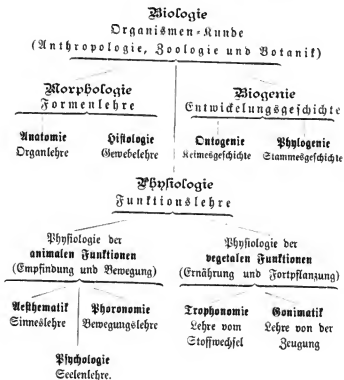 Biologie
Organismen-Kunde
(Anthropologie, Zoologie und Botanik)
Morphologie Biogenie
Formenlehre Entwickelungsgeschichte
Anatomie Histologie Ontogenie Phylogenie
Organlehre Gewebelehre Keimesgeschichte Stammesgeschichte
Physiologie
Funktionslehre
Physiologie der Physiologie der
animalen Funktionen vegetalen Funktionen
(Empfindung und Bewegung) (Ernährung und Fortpflanzung)
Aesthematik Phoronomie Trophonomie Gonimatik
Sinneslehre Bewegungslehre Lehre vom Lehre von der
Stoffwechsel Zeugung
Psychologie
Seelenlehre.